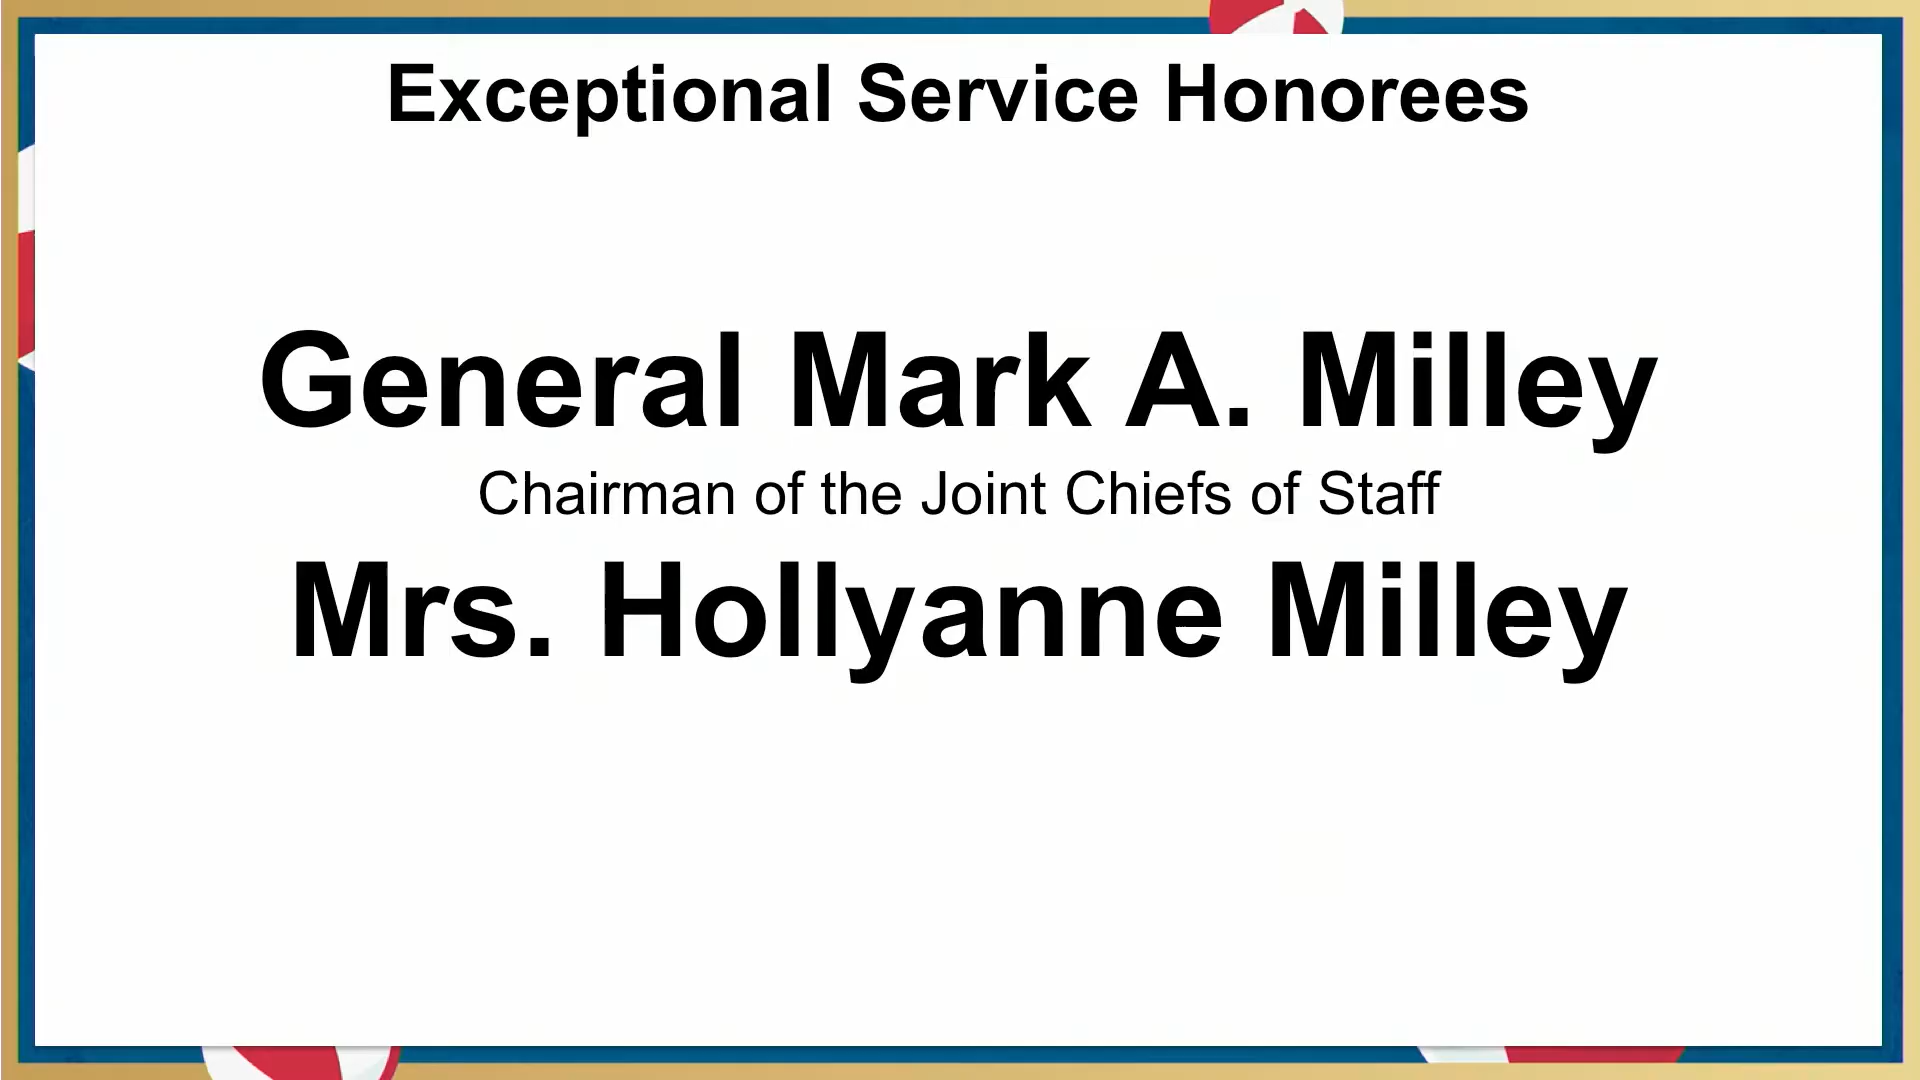 Exceptional Service Honorees
General Mark A. Milley
Chairman of the Joint Chiefs of Staff
Mrs. Hollyanne Milley